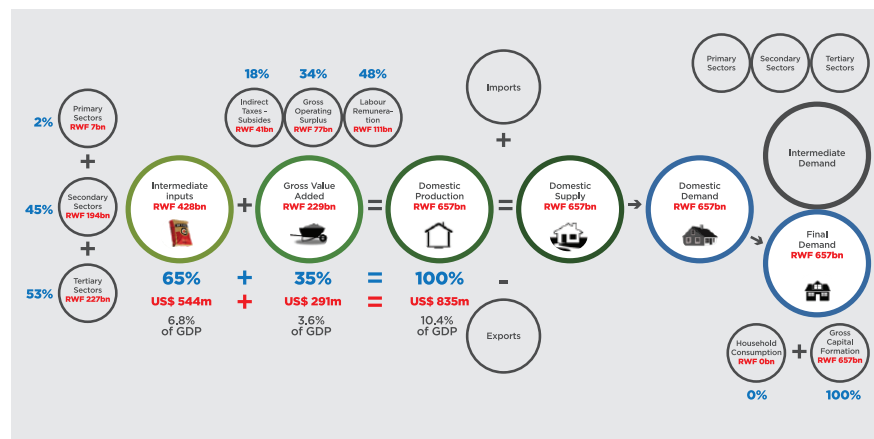 2%
Primary
Sectors
RWF 7bn
+
45%
Secondary
Sectors
RWF 194bn
+
53%
Tertiary
Sectors
RWF 227bn
18%
Indirect
Taxes –
Subsides
RWF 41bn
34%
Gross
Operating
Surplus
RWF 77bn
48%
Labour
Remunera-
tion
RWF 111bn
Intermediate
inputs
RWF 428bn
+
Gross Value
Added
RWF 229bn
=
Domestic
Production
RWF 657bn
=
Domestic
Supply
RWF 657bn
Domestic
Demand
RWF 657bn
65% + 35% = 100%
US$ 544m + US$ 291m = US$ 835m
6.8%
of GDP
3.6%
of GDP
10.4%
of GDP
Imports
+
-
Exports
Primary
Sectors
Secondary
Sectors
Tertiary
Sectors
Intermediate
Demand
Final
Demand
RWF 657bn
Household
Consumption
RWF 0bn
0%
+
Gross
Capital
Formation
RWF 657bn
100%